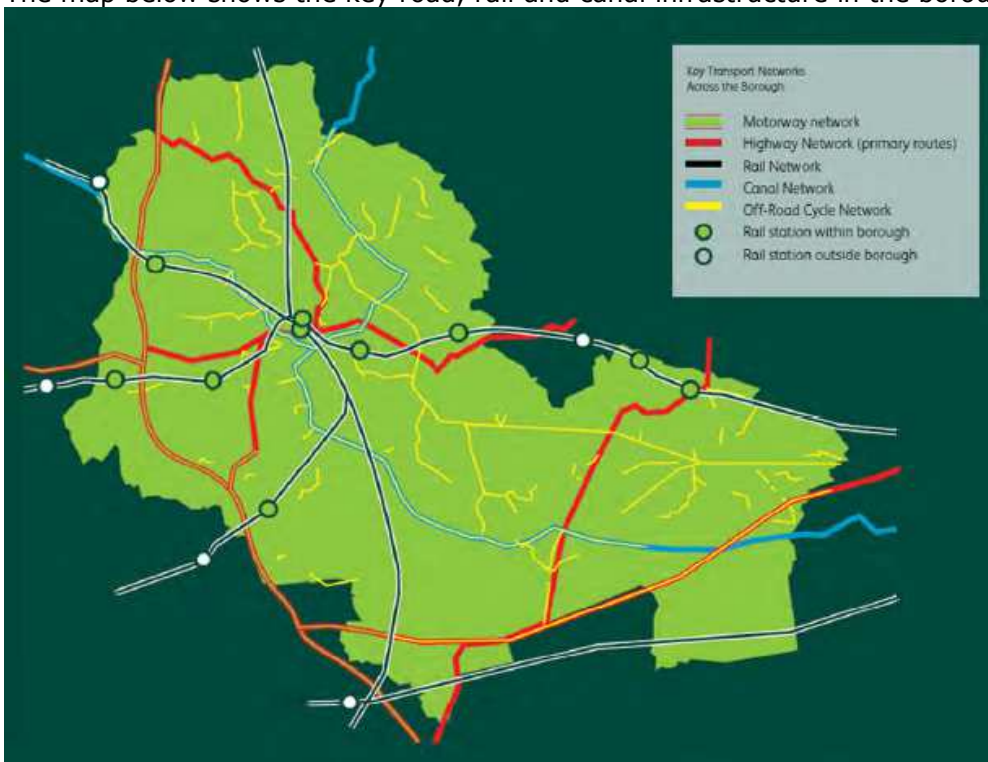 The map below shows the key road, rail and canal infrastructure in the
Key Transport Networks
Across the Borough
Motorway network
Highway Network (primary routes)
Rail Network
Canal Network
Off-Road Cycle Network
Rail station within borough
Rail station outside borough